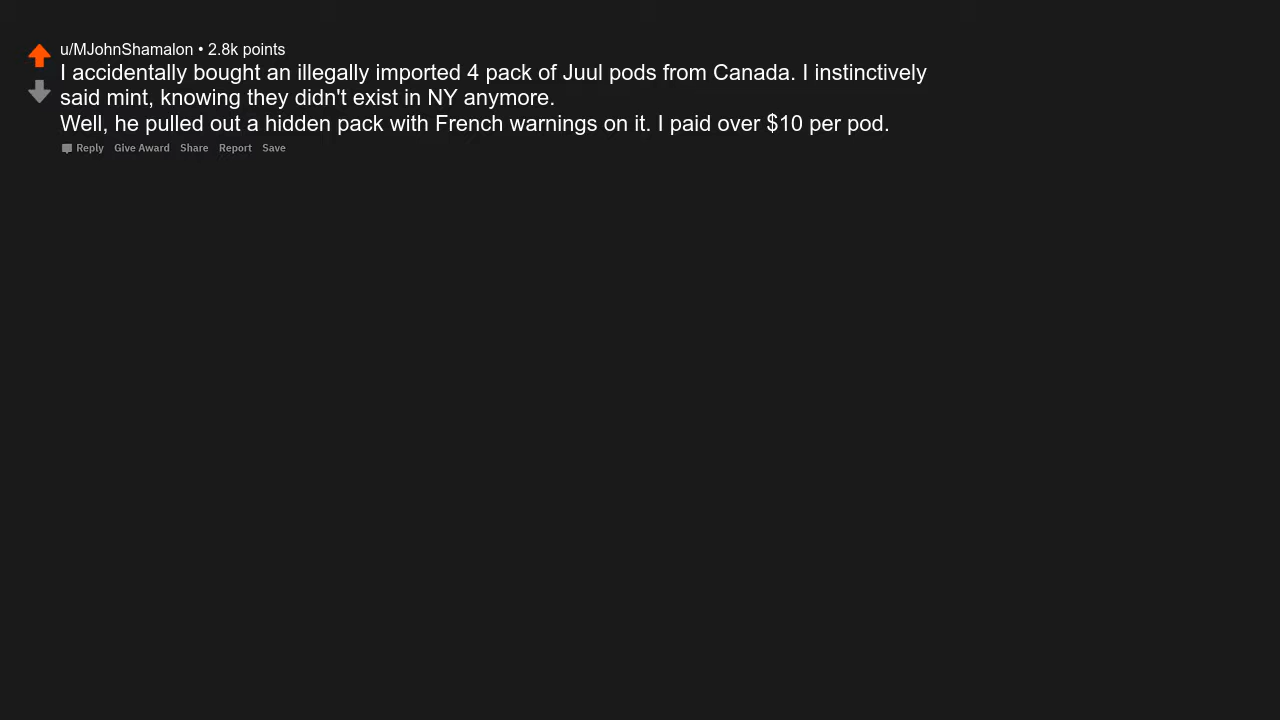 u/MJohnShamalon • 2.8k points
I accidentally bought an illegally imported 4 pack of Juul pods from Canada. I instinctively
said mint, knowing they didn't exist in NY anymore.
Well, he pulled out a hidden pack with French warnings on it. I paid over $10 per pod.
Reply Give Award Share Report Save